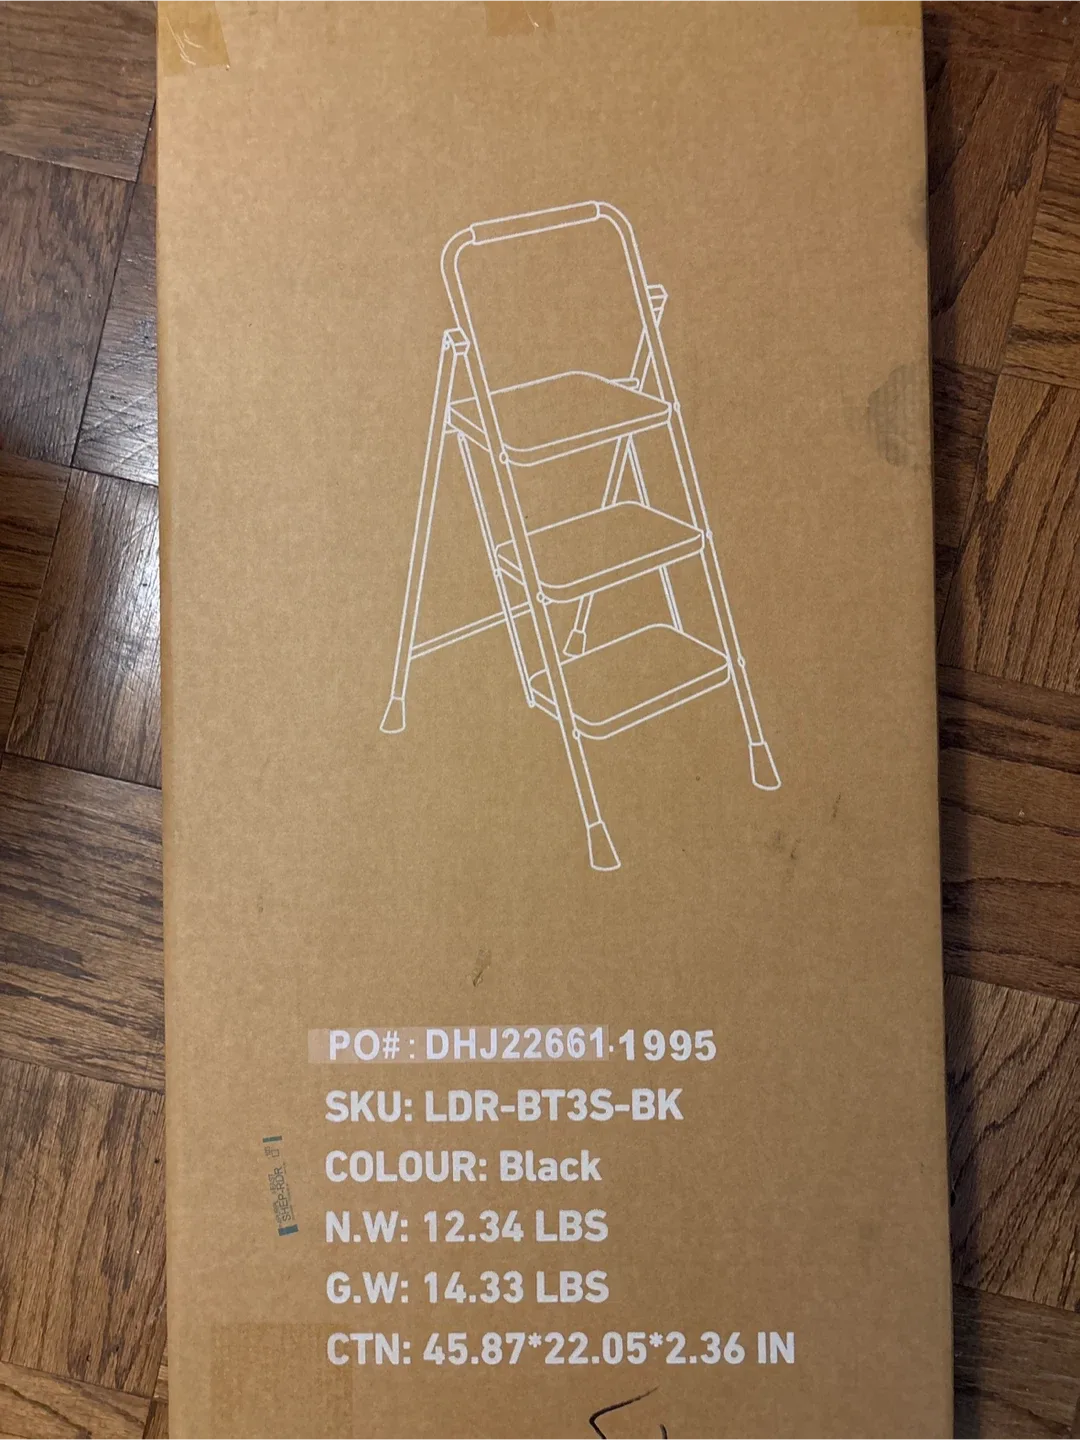 PO#: DHJ22661-1995
SKU: LDR-BT3S-BK
COLOUR: Black
N.W: 12.34 LBS
G.W: 14.33 LBS
CTN: 45.87*22.05*2.36 IN